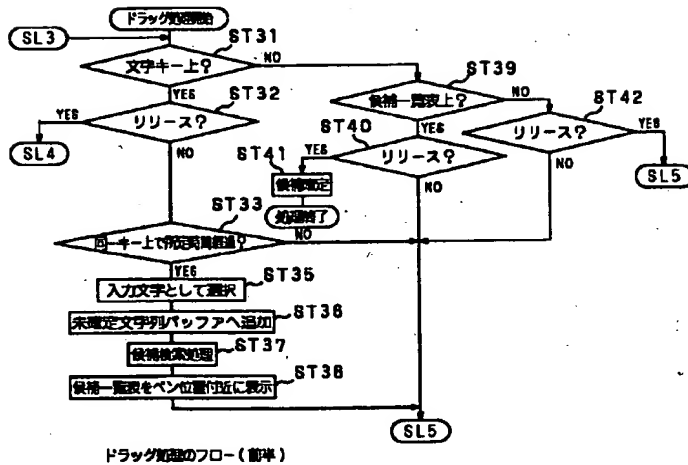 ドラッグ処理開始
SL3
ST31
文字キー上?
NO
YES
ST39
候補一覧表上?
NO
YES
ST32
リリース?
YES
NO
SL4
ST42
リリース?
YES
NO
SL5
ST40
リリース?
YES
NO
ST41
候補確定
処理終了
ST33
同一キー上で所定時間経過?
NO
YES
ST35
入力文字として選択
ST36
未確定文字列バッファへ追加
ST37
候補検索処理
ST38
候補一覧表をペン位置付近に表示
SL5
ドラッグ処理のフロー(前半)